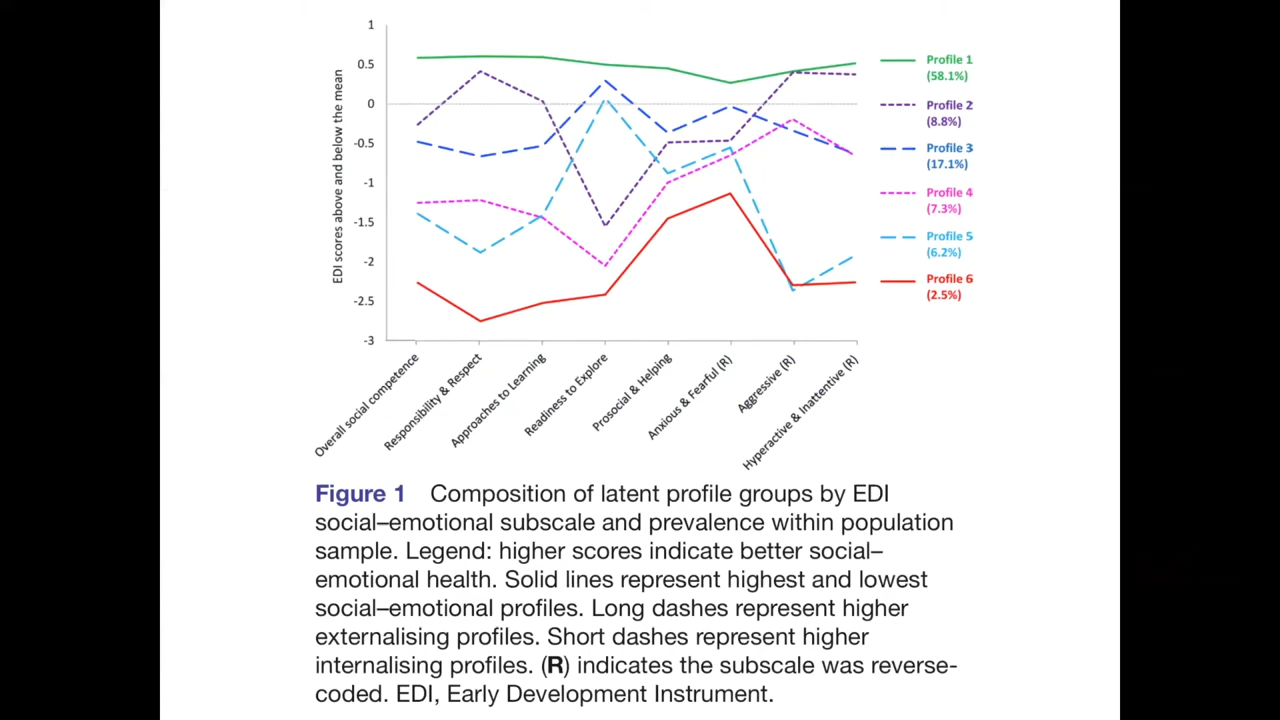 1
0.5
0
-0.5
-1
-1.5
-2
-2.5
-3
EDI scores above and below the mean
Overall social competence
Responsibility & Respect
Approaches to Learning
Readiness to Explore
Prosocial & Helping
Anxious & Fearful (R)
Aggressive (R)
Hyperactive & Inattentive (R)
Profile 1
(58.1%)
Profile 2
(8.8%)
Profile 3
(17.1%)
Profile 4
(7.3%)
Profile 5
(6.2%)
Profile 6
(2.5%)
Figure 1 Composition of latent profile groups by EDI
social–emotional subscale and prevalence within population
sample. Legend: higher scores indicate better social–
emotional health. Solid lines represent highest and lowest
social–emotional profiles. Long dashes represent higher
externalising profiles. Short dashes represent higher
internalising profiles. (R) indicates the subscale was reverse-
coded. EDI, Early Development Instrument.